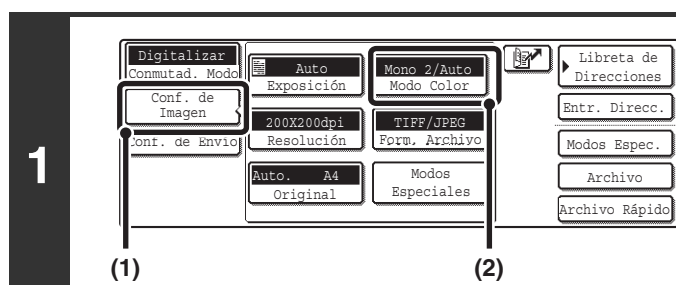 1
Digitalizar
Conmutad. Modo
Conf. de
Imagen
Conf. de Envío
Auto
Exposición
200X200dpi
Resolución
Auto. A4
Original
Mono 2/Auto
Modo Color
TIFF/JPEG
Form, Archivo
Modos
Especiales
Libreta de
Direcciones
Entr. Direcc.
Modos Espec.
Archivo
Archivo Rápido
(1)
(2)